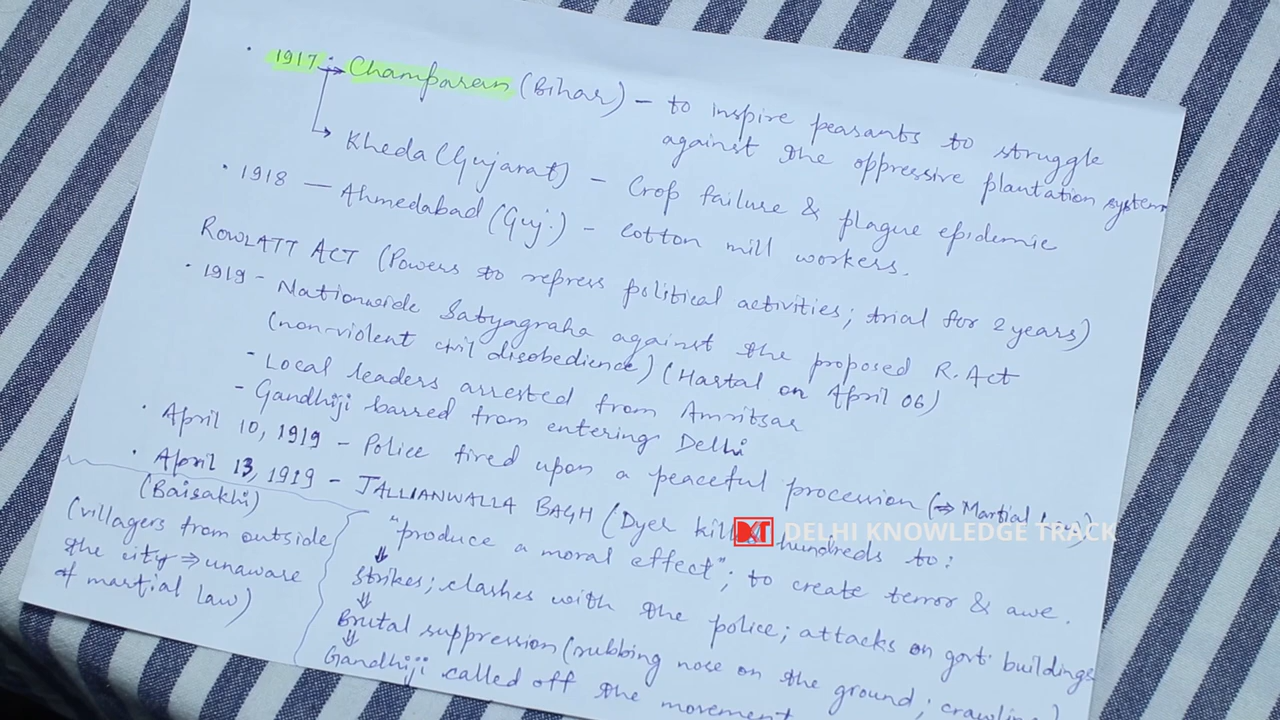 • 1917 : → Champaran (Bihar) – to inspire peasants to struggle
against the oppressive plantation system
→ Kheda (Gujarat) – Crop failure & plague epidemic
• 1918 — Ahmedabad (Guj.) – cotton mill workers.
ROWLATT ACT (Powers to repress political activities; trial for 2 years)
• 1919 - Nationwide Satyagraha against the proposed R. Act
(non-violent civil disobedience) (Hartal on April 06)
- Local leaders arrested from Amritsar
- Gandhiji barred from entering Delhi
• April 10, 1919 – Police fired upon a peaceful procession (⇒ Martial Law)
• April 13, 1919 – JALLIANWALLA BAGH (Dyer hundreds to:
(Baisakhi)
(villagers from outside
the city ⇒ unaware
of martial law)
"produce a moral effect"; to create terror & awe.
⇓
Strikes; clashes with the police; attacks on govt. buildings
⇓
Brutal suppression (rubbing nose on the ground; crawling)
⇓
Gandhiji called off the movement
DKT DELHI KNOWLEDGE TRACK